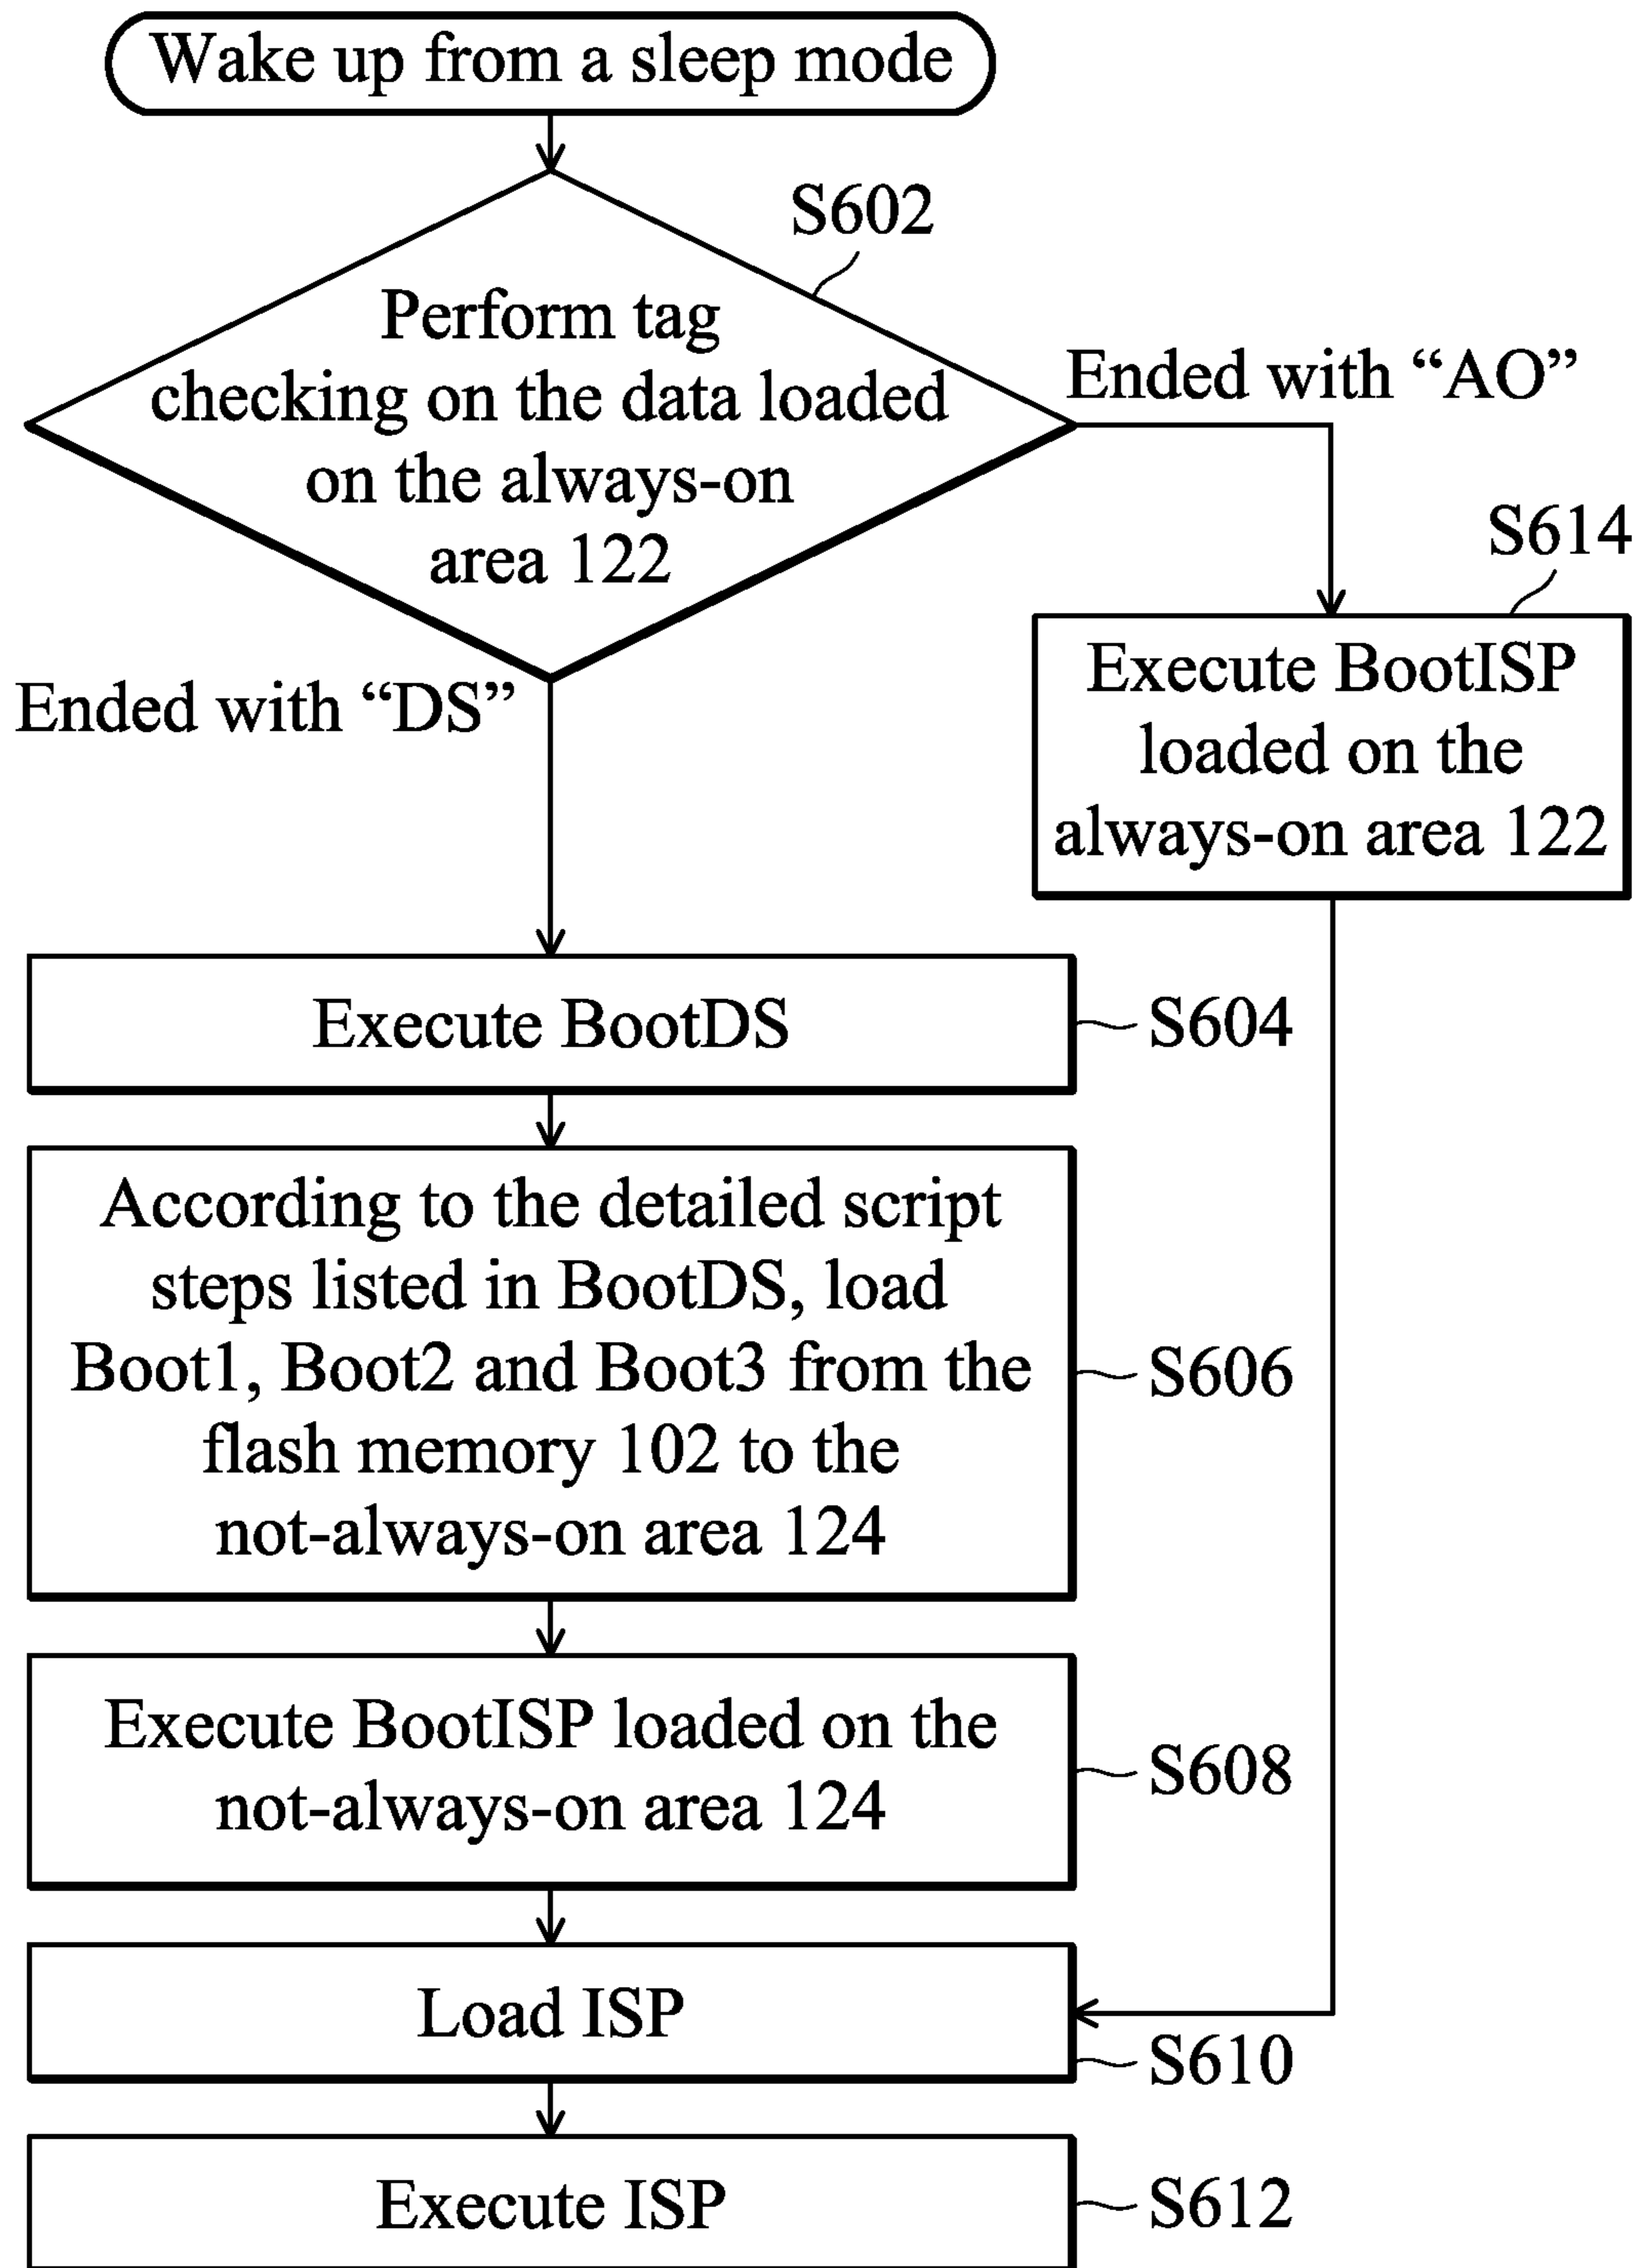 Wake up from a sleep mode
S602
Perform tag
checking on the data loaded
on the always-on
area 122
Ended with “AO”
S614
Execute BootISP
loaded on the
always-on area 122
Ended with “DS”
Execute BootDS
S604
According to the detailed script
steps listed in BootDS, load
Boot1, Boot2 and Boot3 from the
flash memory 102 to the
not-always-on area 124
S606
Execute BootISP loaded on the
not-always-on area 124
S608
Load ISP
S610
Execute ISP
S612